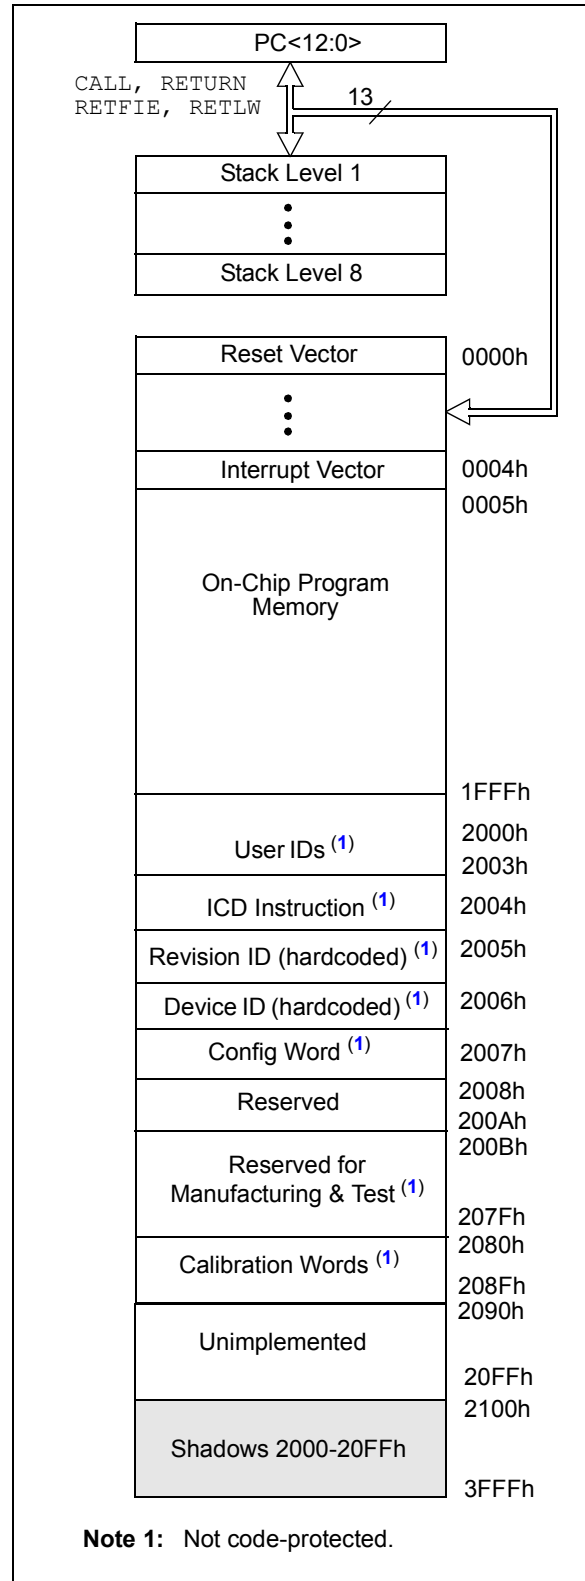 PC<12:0>
CALL, RETURN
RETFIE, RETLW
13
Stack Level 1
Stack Level 8
Reset Vector 0000h
Interrupt Vector 0004h
0005h
On-Chip Program
Memory
1FFFh
2000h
User IDs (1)
2003h
ICD Instruction (1) 2004h
Revision ID (hardcoded) (1) 2005h
Device ID (hardcoded) (1) 2006h
Config Word (1) 2007h
2008h
Reserved
200Ah
200Bh
Reserved for
Manufacturing & Test (1)
207Fh
2080h
Calibration Words (1)
208Fh
2090h
Unimplemented
20FFh
2100h
Shadows 2000-20FFh
3FFFh
Note 1: Not code-protected.